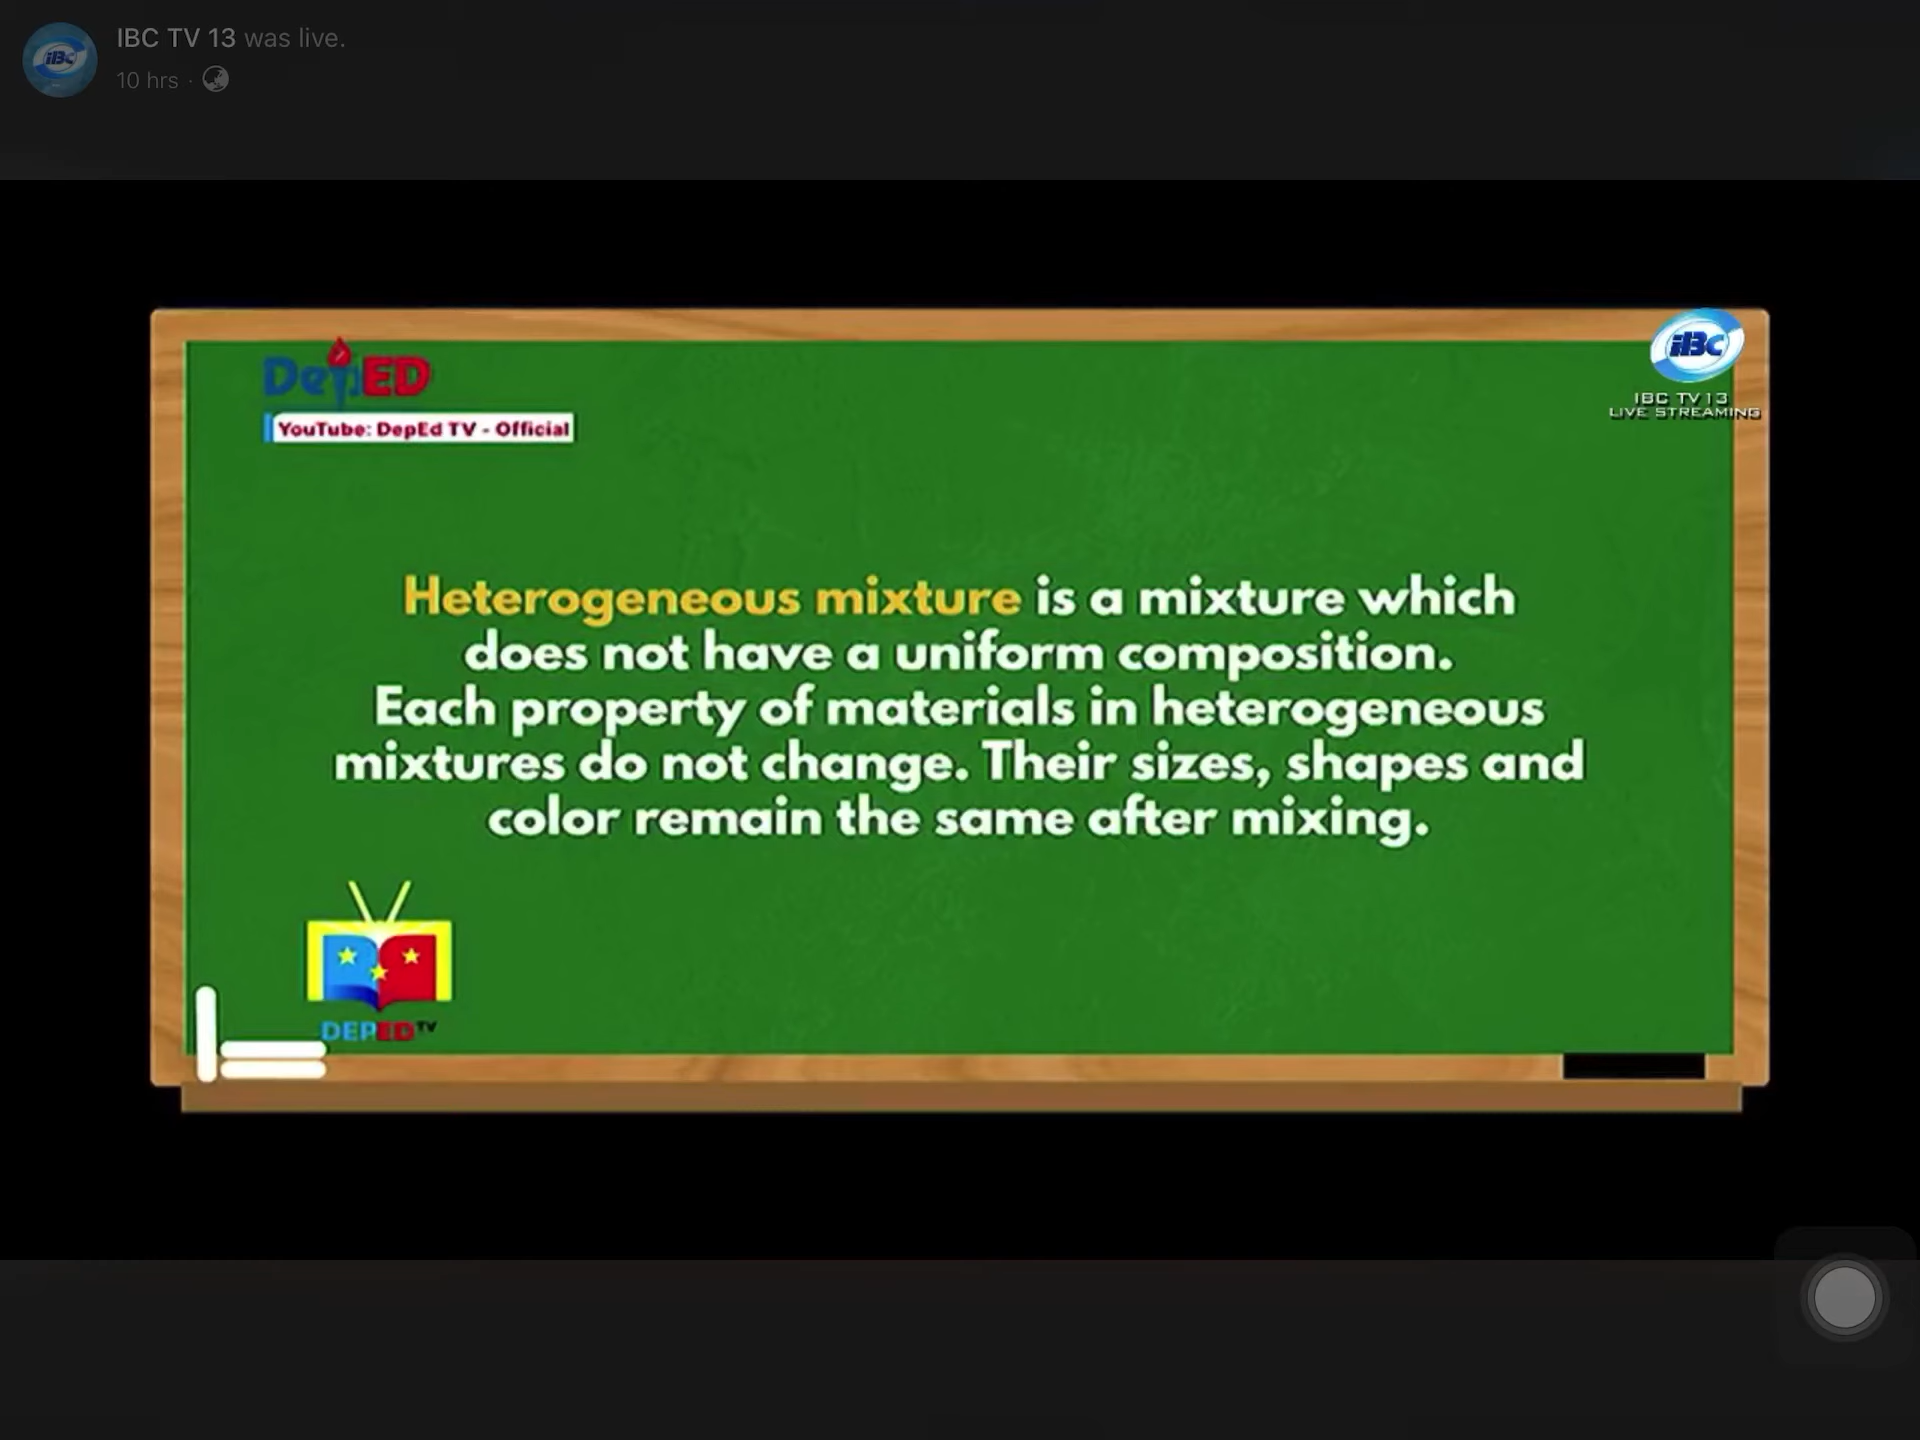 IBC TV 13 was live.
10 hrs ·
iBC
DepED
YouTube: DepEd TV - Official
iBC
IBC TV 13
LIVE STREAMING
Heterogeneous mixture is a mixture which
does not have a uniform composition.
Each property of materials in heterogeneous
mixtures do not change. Their sizes, shapes and
color remain the same after mixing.
DEPED TV